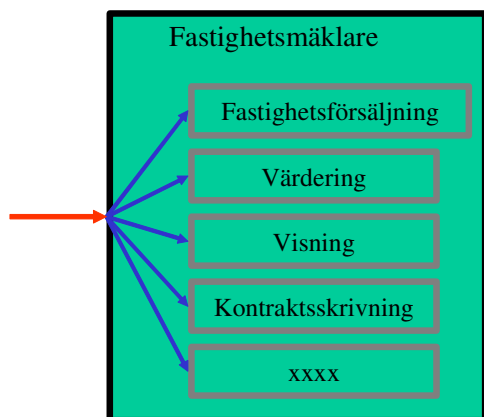 Fastighetsmäklare
Fastighetsförsäljning
Värdering
Visning
Kontraktsskrivning
xxxx